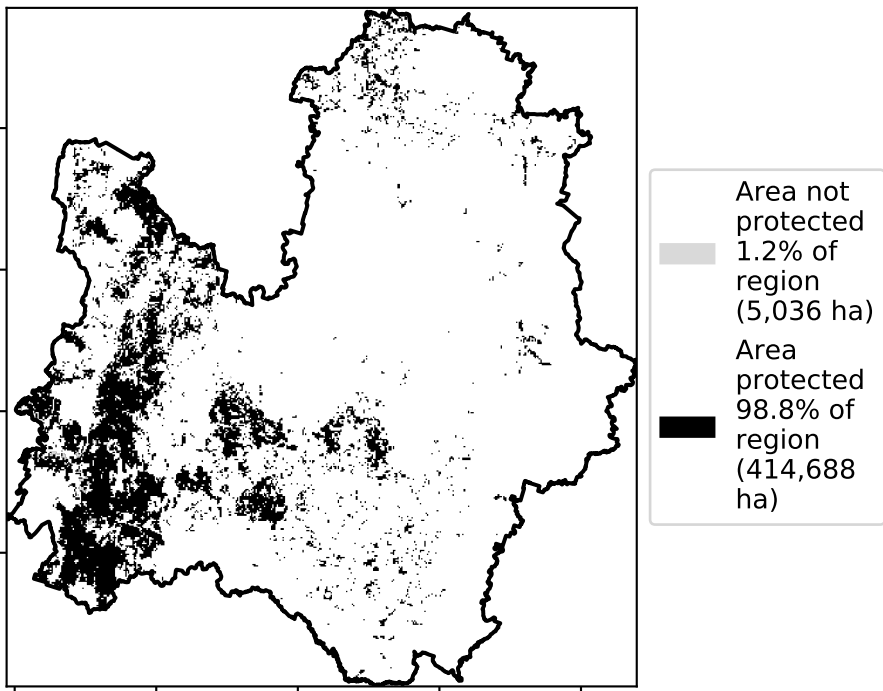 Area not
protected
1.2% of
region
(5,036 ha)
Area
protected
98.8% of
region
(414,688
ha)